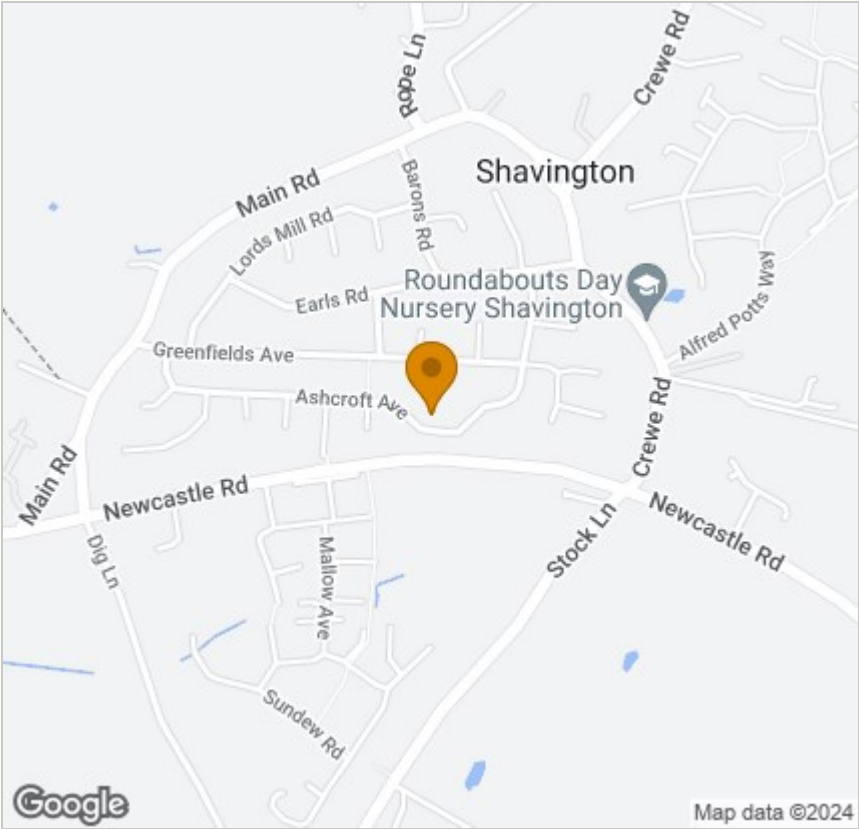 Rope Ln
Crewe Rd
Shavington
Main Rd
Barons Rd
Lords Mill Rd
Roundabouts Day
Nursery Shavington
Earls Rd
Alfred Potts Way
Greenfields Ave
Ashcroft Ave
Crewe Rd
Main Rd
Newcastle Rd
Newcastle Rd
Stock Ln
Dig Ln
Mallow Ave
Sundew Rd
Google
Map data ©2024